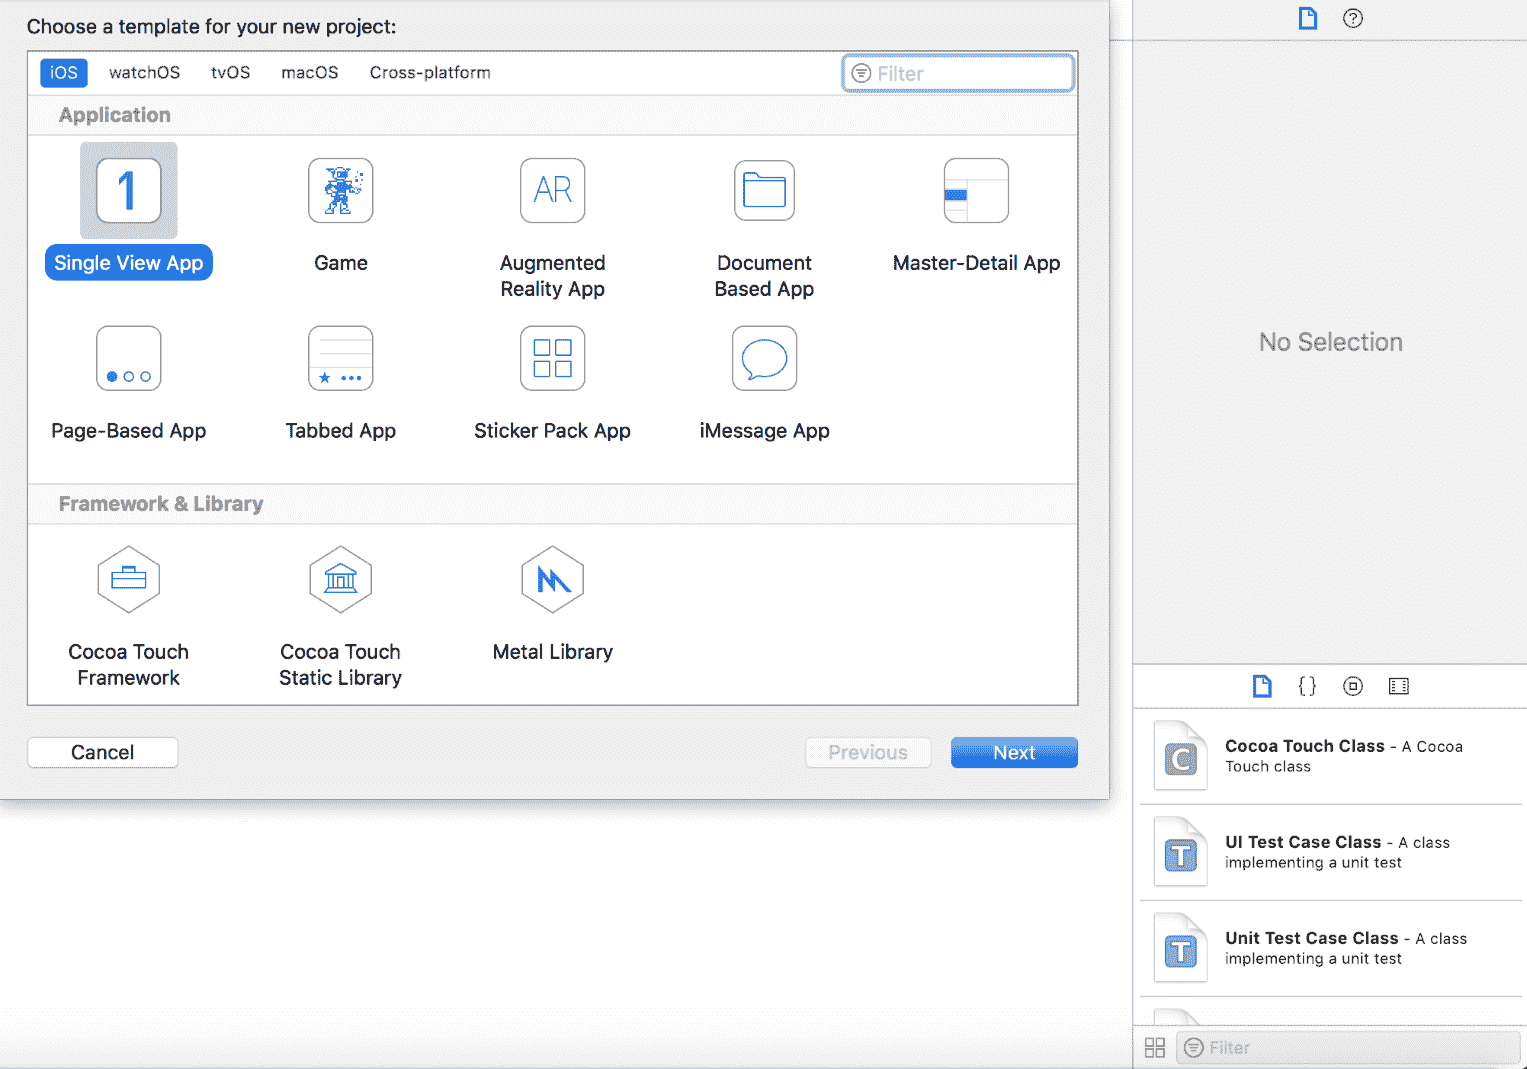 Choose a template for your new project:
iOS watchOS tvOS macOS Cross-platform
Filter
Application
1
AR
Single View App
Game
Augmented
Reality App
Document
Based App
Master-Detail App
Page-Based App
Tabbed App
Sticker Pack App
iMessage App
Framework & Library
Cocoa Touch
Framework
Cocoa Touch
Static Library
Metal Library
Cancel
Previous
Next
?
No Selection
{ }
C
Cocoa Touch Class - A Cocoa
Touch class
T
UI Test Case Class - A class
implementing a unit test
T
Unit Test Case Class - A class
implementing a unit test
Filter